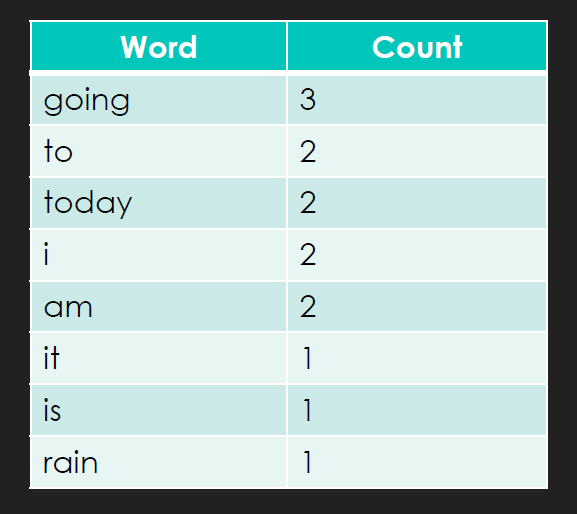 Word Count
going 3
to 2
today 2
i 2
am 2
it 1
is 1
rain 1